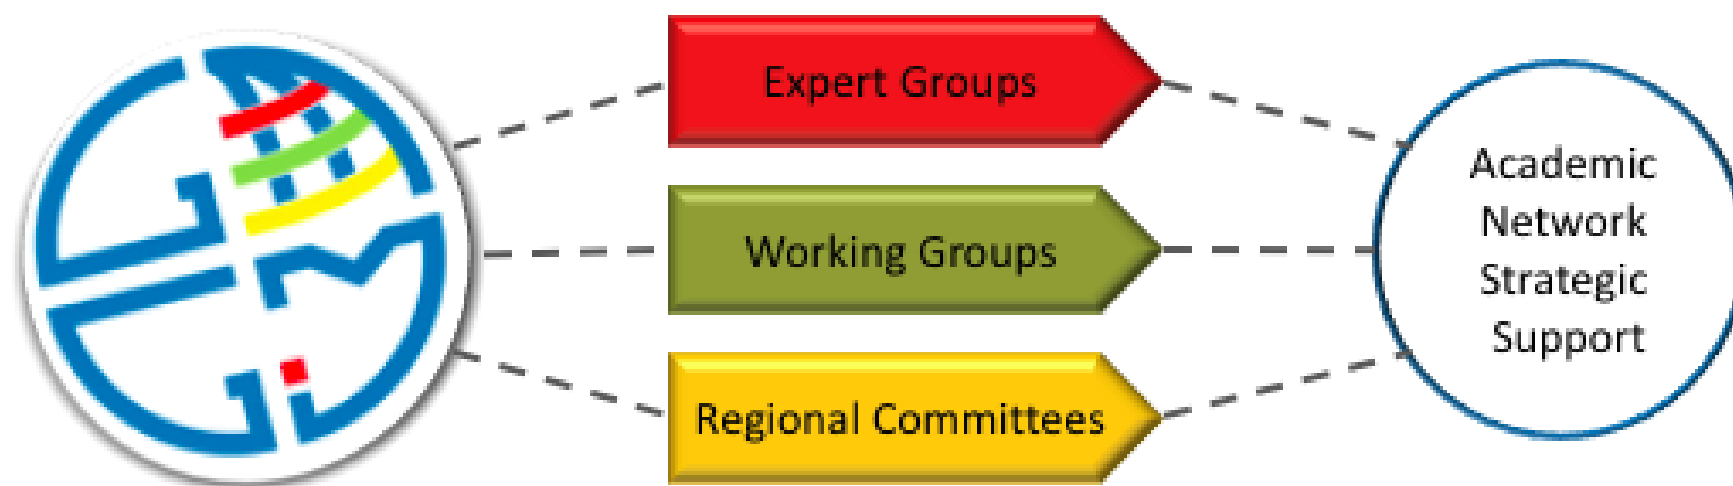 Expert Groups
Working Groups
Regional Committees
Academic
Network
Strategic
Support